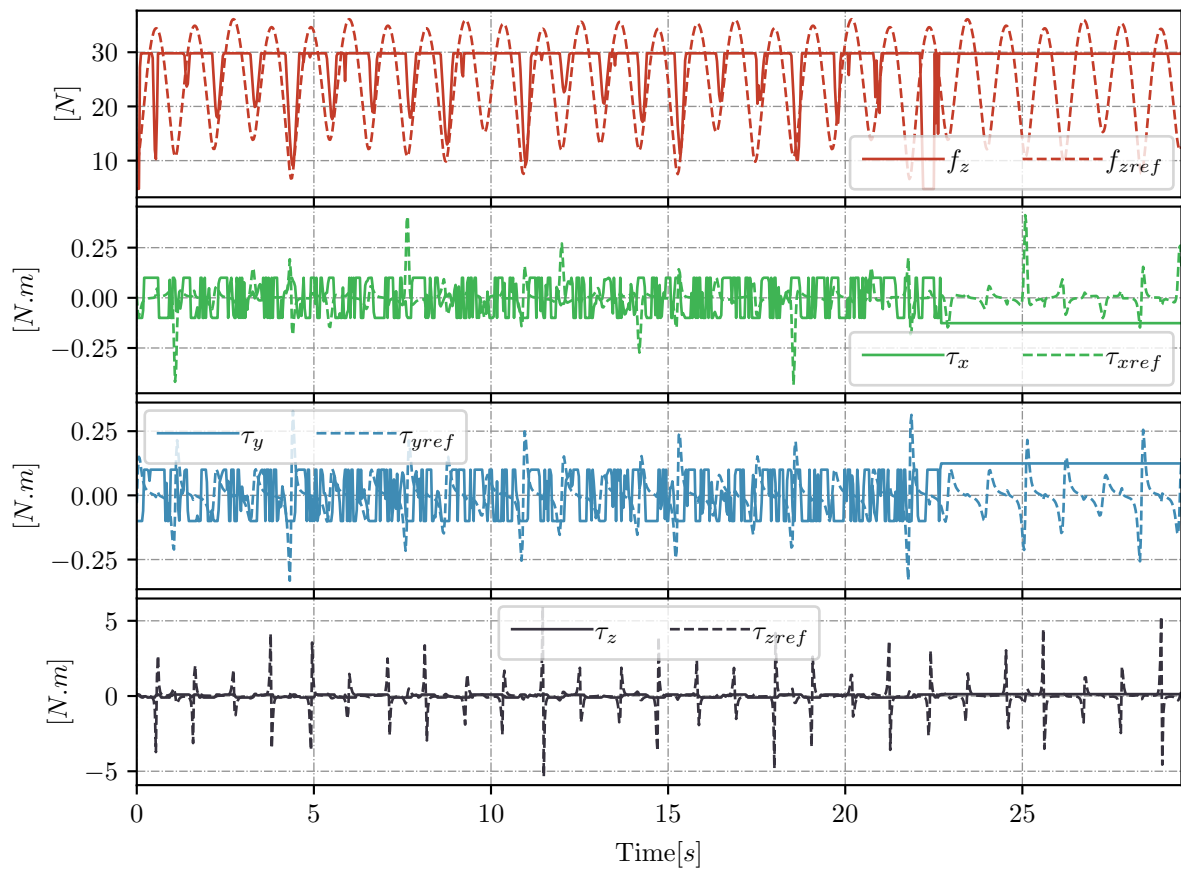 30
20
10
[N]
f_z f_zref
0.25
0.00
−0.25
[N.m]
τ_x τ_xref
0.25
0.00
−0.25
[N.m]
τ_y τ_yref
5
0
−5
[N.m]
τ_z τ_zref
0 5 10 15 20 25
Time[s]